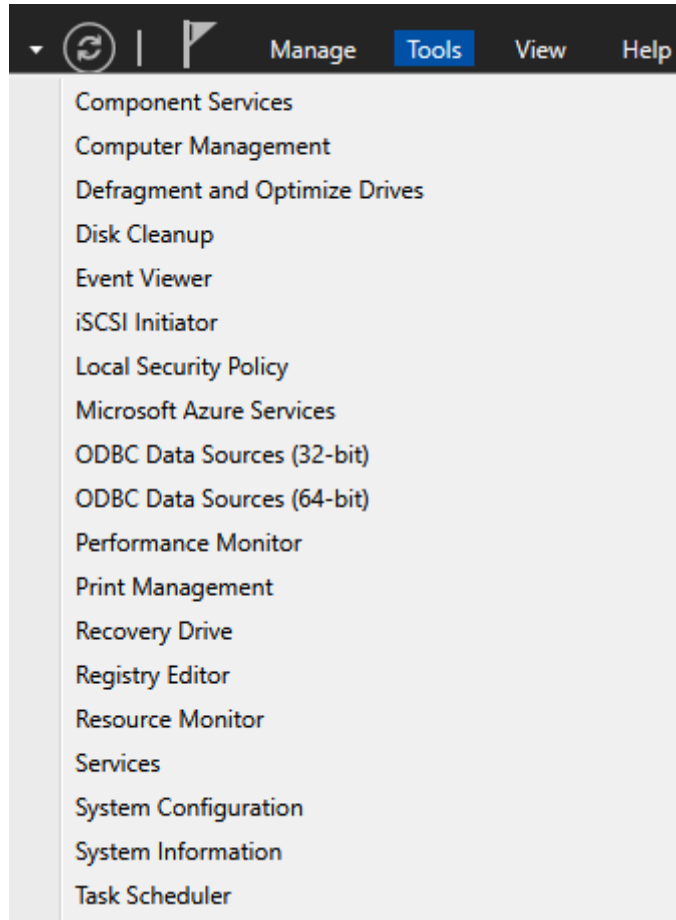 Manage Tools View Help
Component Services
Computer Management
Defragment and Optimize Drives
Disk Cleanup
Event Viewer
iSCSI Initiator
Local Security Policy
Microsoft Azure Services
ODBC Data Sources (32-bit)
ODBC Data Sources (64-bit)
Performance Monitor
Print Management
Recovery Drive
Registry Editor
Resource Monitor
Services
System Configuration
System Information
Task Scheduler